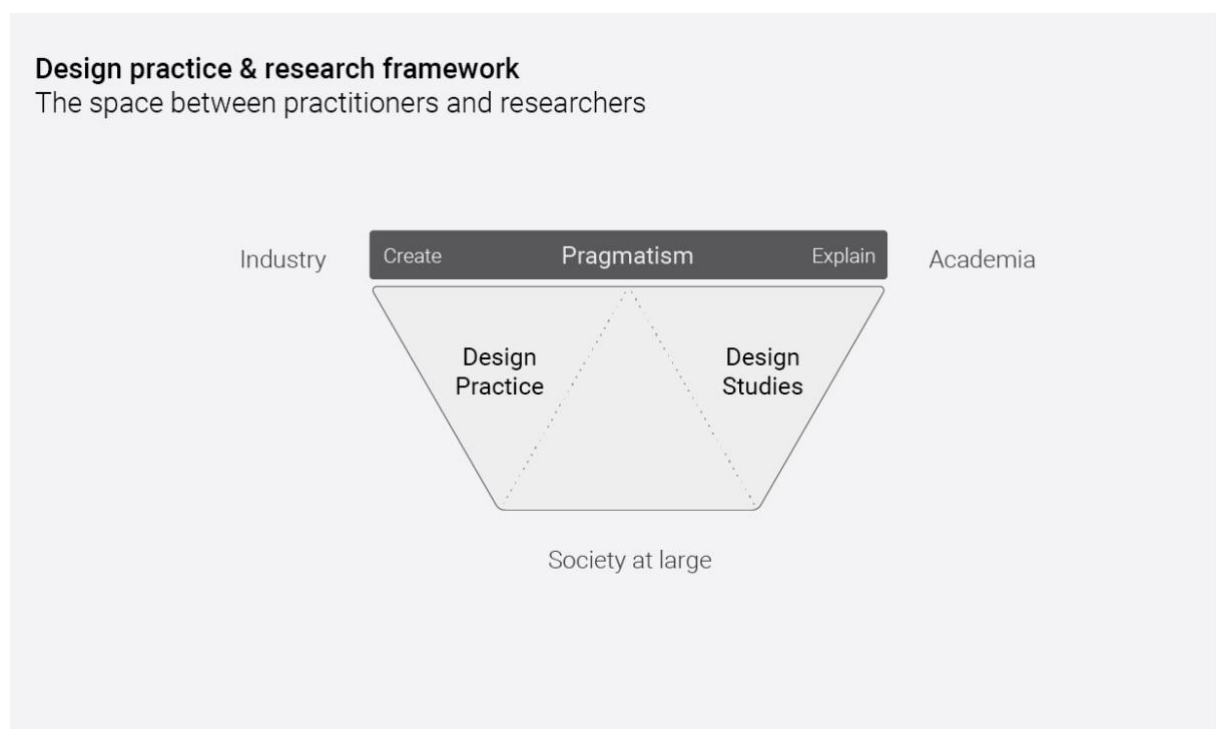 Design practice & research framework
The space between practitioners and researchers
Industry
Create
Pragmatism
Explain
Academia
Design
Practice
Design
Studies
Society at large